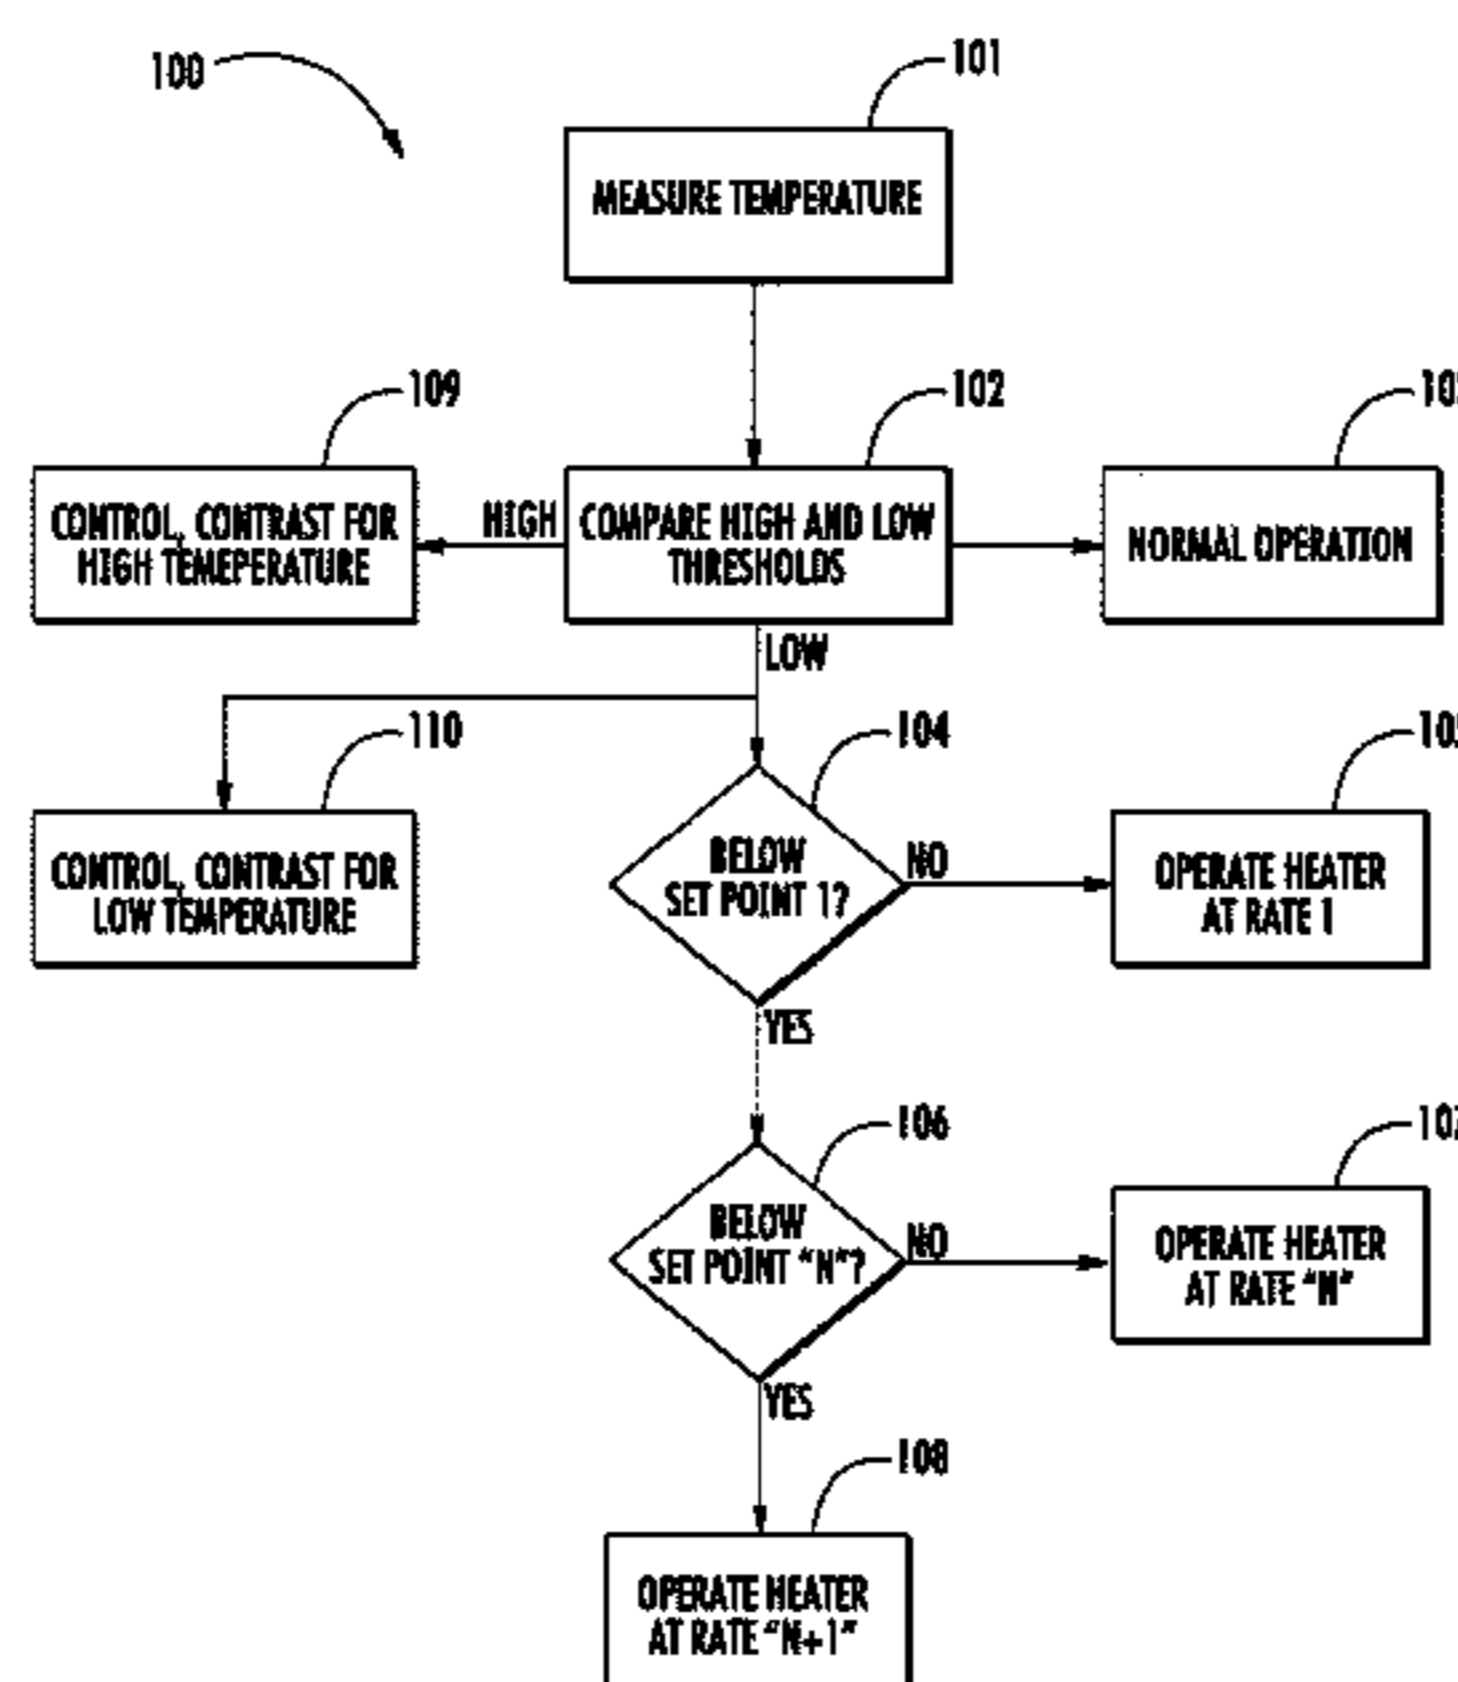 100
101
MEASURE TEMPERATURE
109
102
CONTROL, CONTRAST FOR
HIGH TEMEPERATURE
HIGH
COMPARE HIGH AND LOW
THRESHOLDS
NORMAL OPERATION
LOW
110
104
CONTROL, CONTRAST FOR
LOW TEMPERATURE
BELOW
SET POINT 1?
NO
OPERATE HEATER
AT RATE 1
YES
106
BELOW
SET POINT "N"?
NO
OPERATE HEATER
AT RATE "N"
YES
108
OPERATE HEATER
AT RATE "N+1"